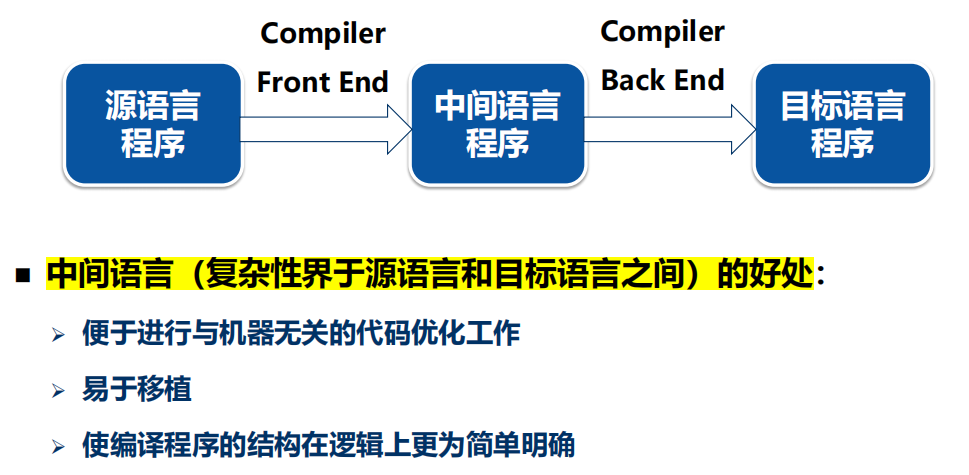 Compiler
Front End
Compiler
Back End
源语言
程序
中间语言
程序
目标语言
程序
■ 中间语言（复杂性界于源语言和目标语言之间）的好处：
➢ 便于进行与机器无关的代码优化工作
➢ 易于移植
➢ 使编译程序的结构在逻辑上更为简单明确